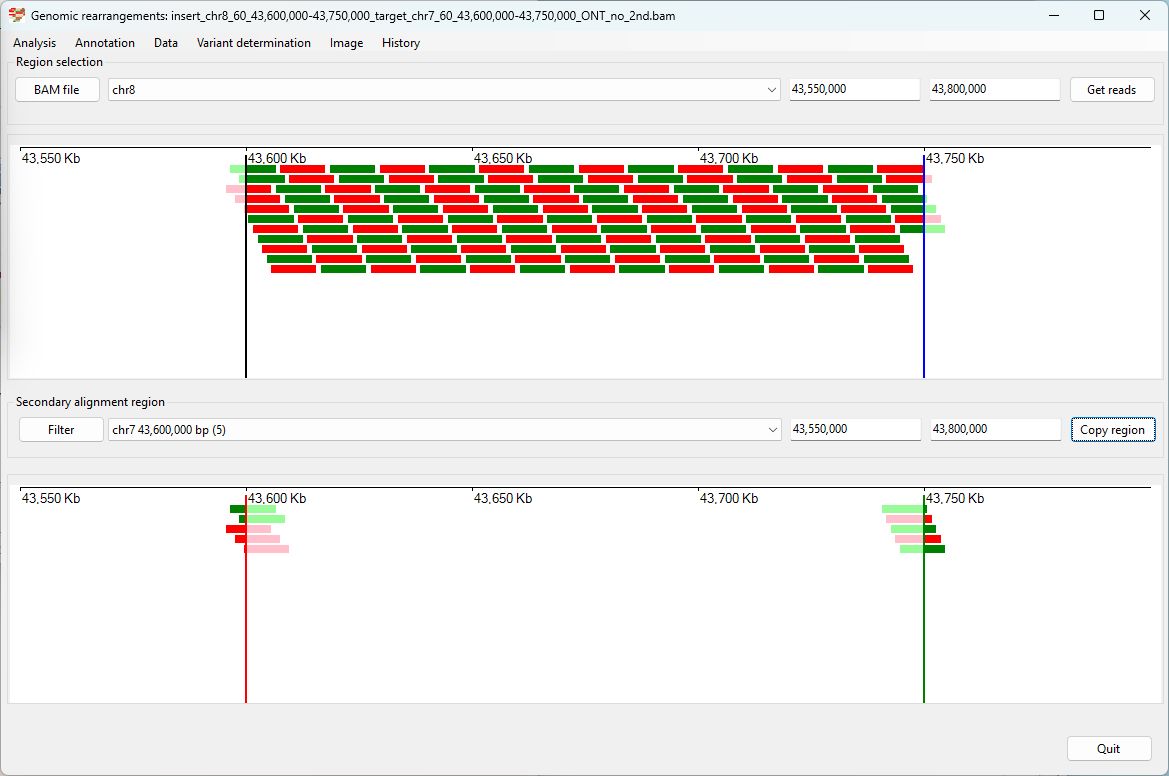 Genomic rearrangements: insert_chr8_60_43,600,000-43,750,000_target_chr7_60_43,600,000-43,750,000_ONT_no_2nd.bam
Analysis Annotation Data Variant determination Image History
Region selection
BAM file chr8 43,550,000 43,800,000 Get reads
43,550 Kb 43,600 Kb 43,650 Kb 43,700 Kb 43,750 Kb
Secondary alignment region
Filter chr7 43,600,000 bp (5) 43,550,000 43,800,000 Copy region
43,550 Kb 43,600 Kb 43,650 Kb 43,700 Kb 43,750 Kb
Quit